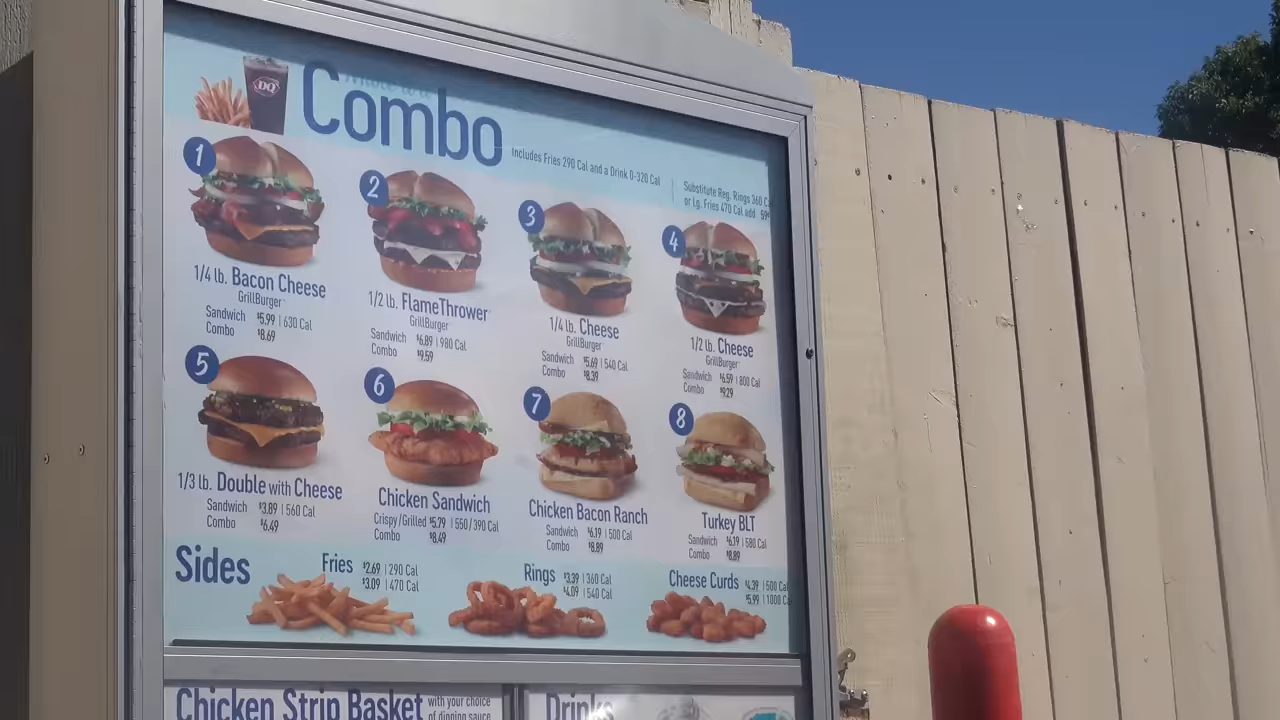 DQ
Combo
Includes Fries 290 Cal and a Drink 0-320 Cal
Substitute Reg. Rings 360 Cal
or Lg. Fries 470 Cal add 59¢
1
1/4 lb. Bacon Cheese
GrillBurger™
Sandwich $5.99 | 630 Cal
Combo $8.69
2
1/2 lb. FlameThrower®
GrillBurger™
Sandwich $6.89 | 980 Cal
Combo $9.59
3
1/4 lb. Cheese
GrillBurger™
Sandwich $5.69 | 540 Cal
Combo $8.39
4
1/2 lb. Cheese
GrillBurger™
Sandwich $6.59 | 800 Cal
Combo $9.29
5
1/3 lb. Double with Cheese
Sandwich $3.89 | 560 Cal
Combo $6.49
6
Chicken Sandwich
Crispy/Grilled $5.79 | 550/390 Cal
Combo $8.49
7
Chicken Bacon Ranch
Sandwich $6.19 | 500 Cal
Combo $8.89
8
Turkey BLT
Sandwich $6.19 | 580 Cal
Combo $8.89
Sides
Fries $2.69 | 290 Cal
$3.09 | 470 Cal
Rings $3.39 | 360 Cal
$4.09 | 540 Cal
Cheese Curds $4.39 | 500 Cal
$5.99 | 1000 Cal
Chicken Strip Basket with your choice
of dipping sauce
Drinks